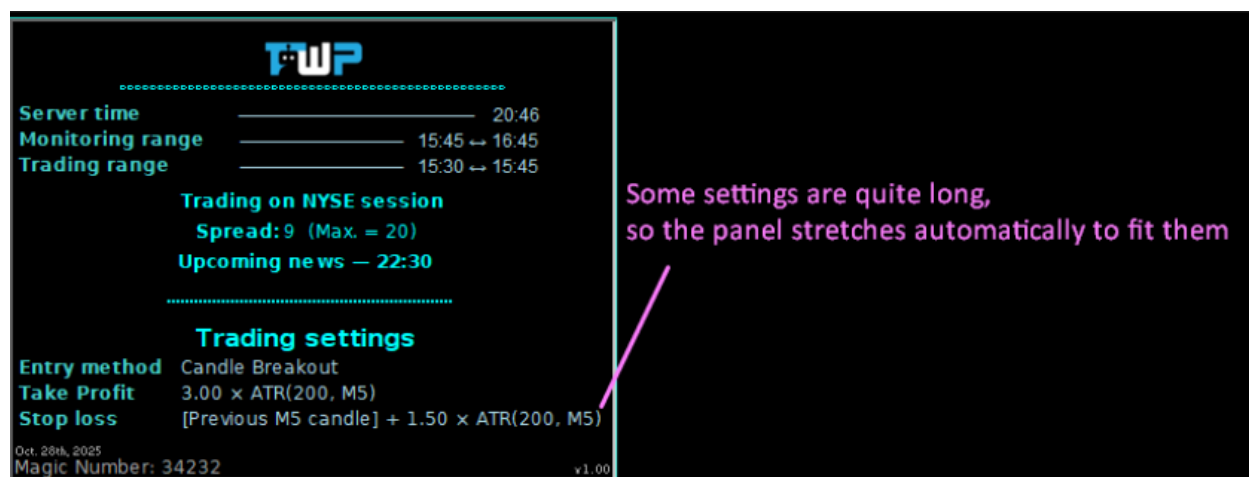 TWP
Server time 20:46
Monitoring range 15:45 ↔ 16:45
Trading range 15:30 ↔ 15:45
Trading on NYSE session
Spread: 9 (Max. = 20)
Upcoming news — 22:30
Trading settings
Entry method Candle Breakout
Take Profit 3.00 × ATR(200, M5)
Stop loss [Previous M5 candle] + 1.50 × ATR(200, M5)
Oct. 28th, 2025
Magic Number: 34232
v1.00
Some settings are quite long,
so the panel stretches automatically to fit them